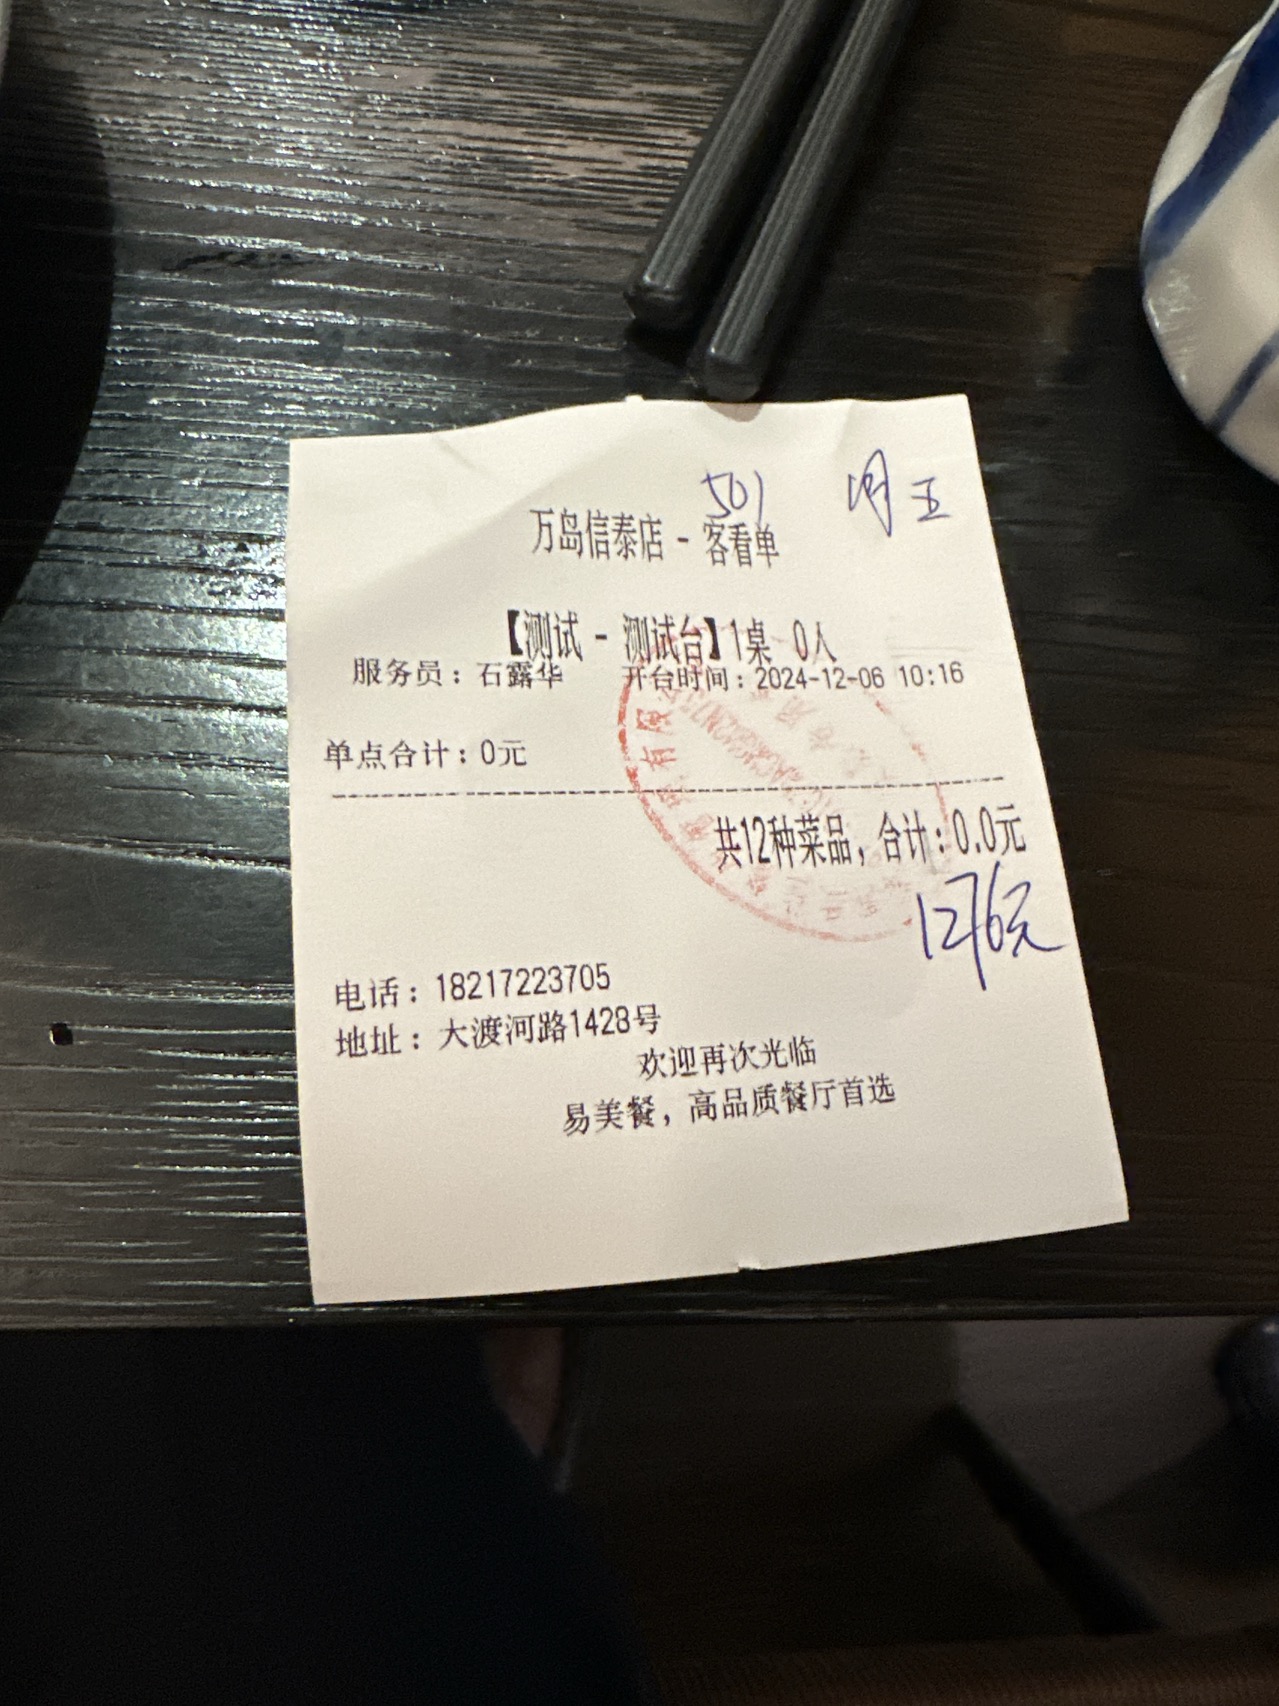 501 月五
万岛信泰店 - 客看单
【测试 - 测试台】1桌 0人
服务员：石露华 开台时间：2024-12-06 10:16
单点合计：0元
共12种菜品，合计：0.0元
1276元
电话：18217223705
地址：大渡河路1428号
欢迎再次光临
易美餐，高品质餐厅首选